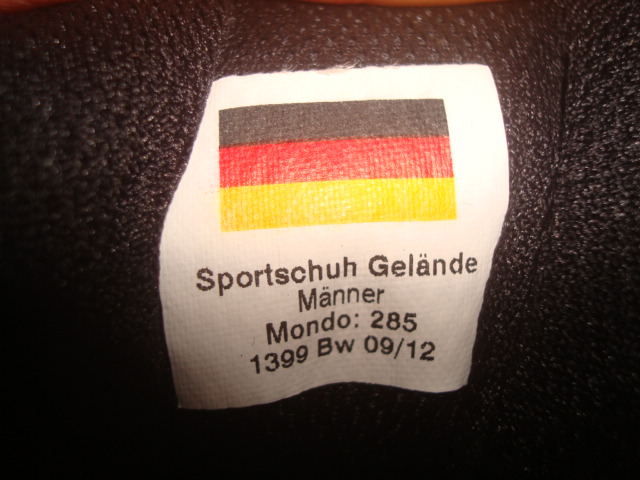 Sportschuh Gelände
Männer
Mondo: 285
1399 Bw 09/12